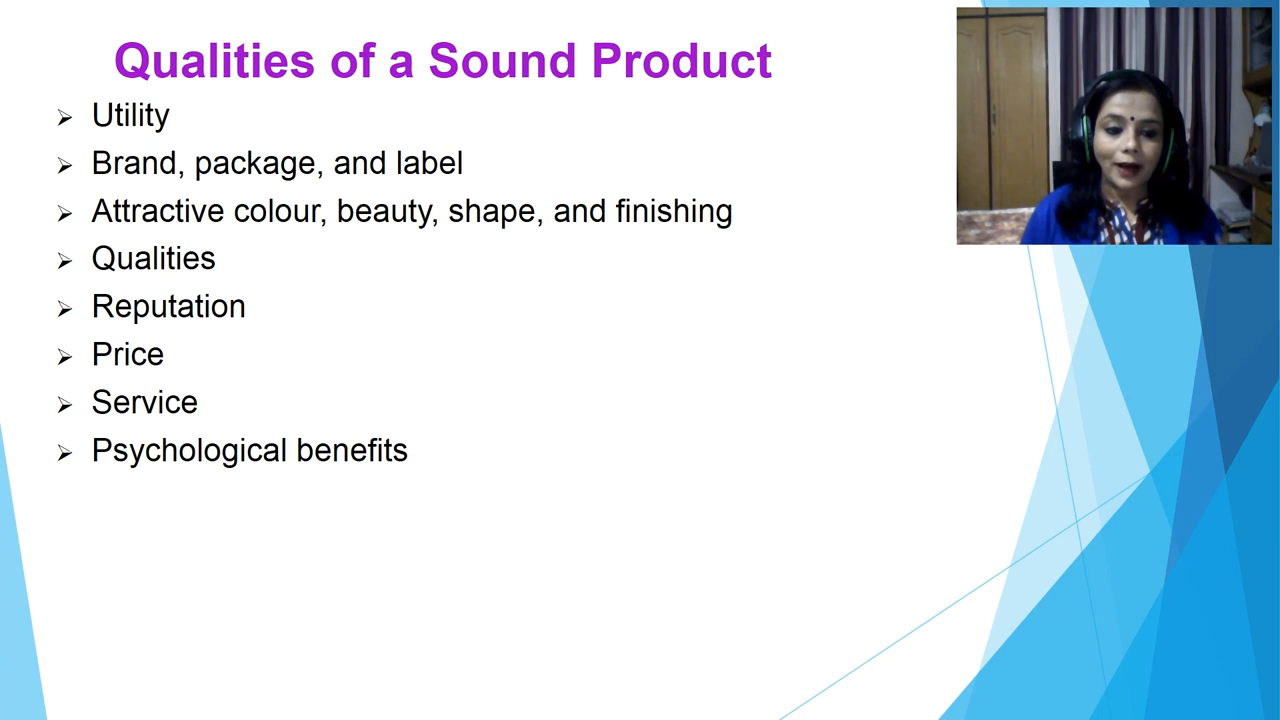 Qualities of a Sound Product
Utility
Brand, package, and label
Attractive colour, beauty, shape, and finishing
Qualities
Reputation
Price
Service
Psychological benefits